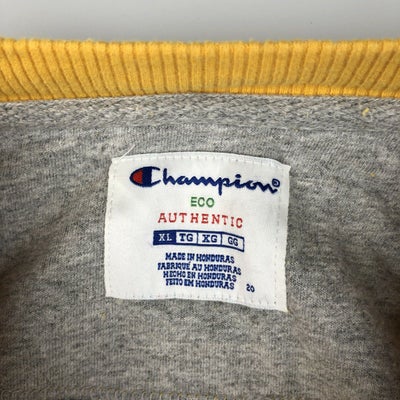 Champion
ECO
AUTHENTIC
XL TG XG GG
MADE IN HONDURAS
FABRIQUÉ AU HONDURAS
HECHO EN HONDURAS
FEITO EM HONDURAS 20